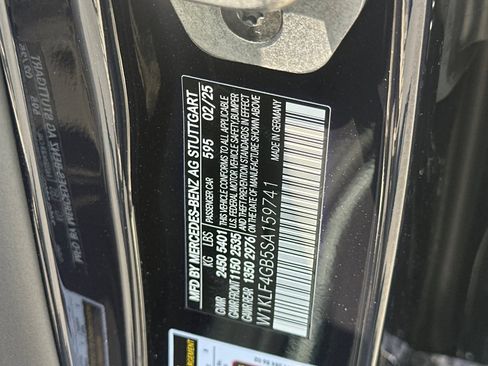 MFD BY MERCEDES-BENZ AG STUTTGART
PASSENGER CAR 595 02/25
KG LBS
GVWR 2450 5401
GAWR FRONT 1150 2535
GAWR REAR 1350 2976
THIS VEHICLE CONFORMS TO ALL APPLICABLE
U.S. FEDERAL MOTOR VEHICLE SAFETY, BUMPER
AND THEFT PREVENTION STANDARDS IN EFFECT
ON THE DATE OF MANUFACTURE SHOWN ABOVE.
W1KLF4GB5SA159741
MADE IN GERMANY